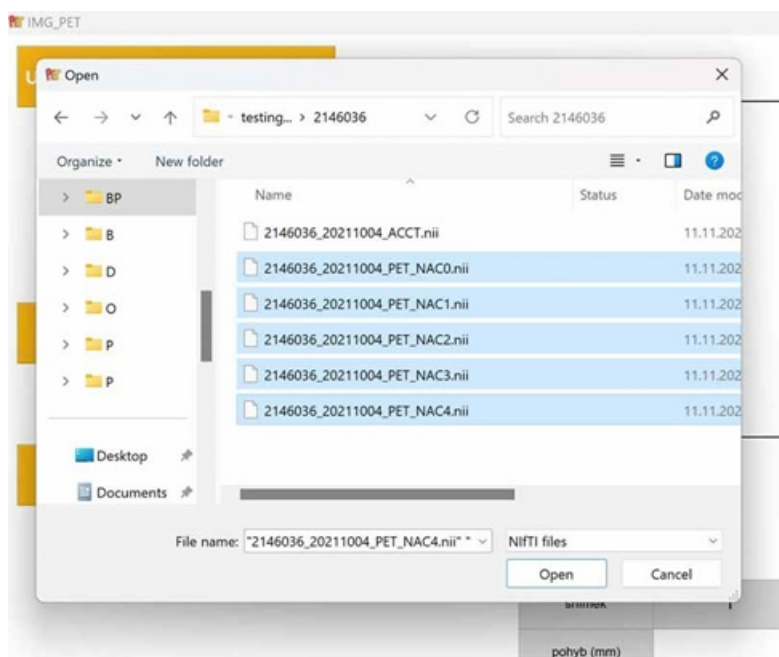 IMG_PET
U
Open
testing... > 2146036
Search 2146036
Organize
New folder
Name
Status
Date mod
BP
B
D
O
P
P
2146036_20211004_ACCT.nii 11.11.202
2146036_20211004_PET_NAC0.nii 11.11.202
2146036_20211004_PET_NAC1.nii 11.11.202
2146036_20211004_PET_NAC2.nii 11.11.202
2146036_20211004_PET_NAC3.nii 11.11.202
2146036_20211004_PET_NAC4.nii 11.11.202
Desktop
Documents
File name: "2146036_20211004_PET_NAC4.nii" "
NIfTI files
Open
Cancel
snímek
pohyb (mm)